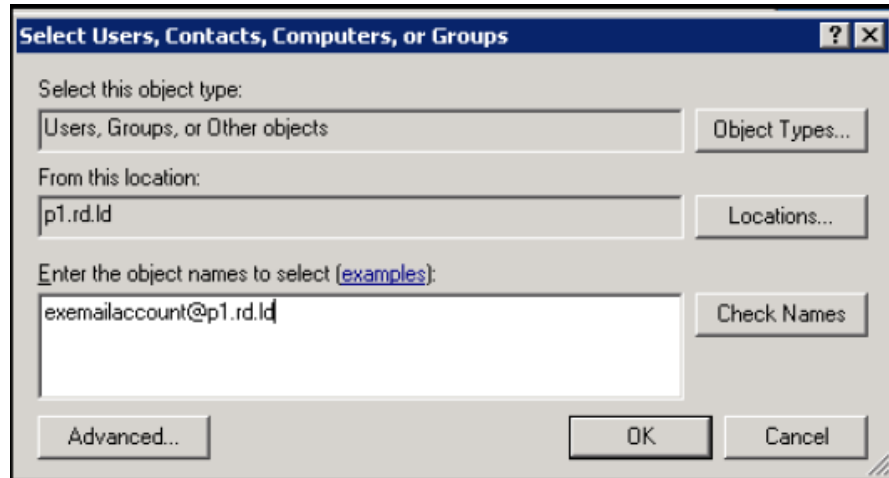 Select Users, Contacts, Computers, or Groups
Select this object type:
Users, Groups, or Other objects
Object Types...
From this location:
p1.rd.ld
Locations...
Enter the object names to select (examples):
exemailaccount@p1.rd.ld
Check Names
Advanced...
OK
Cancel